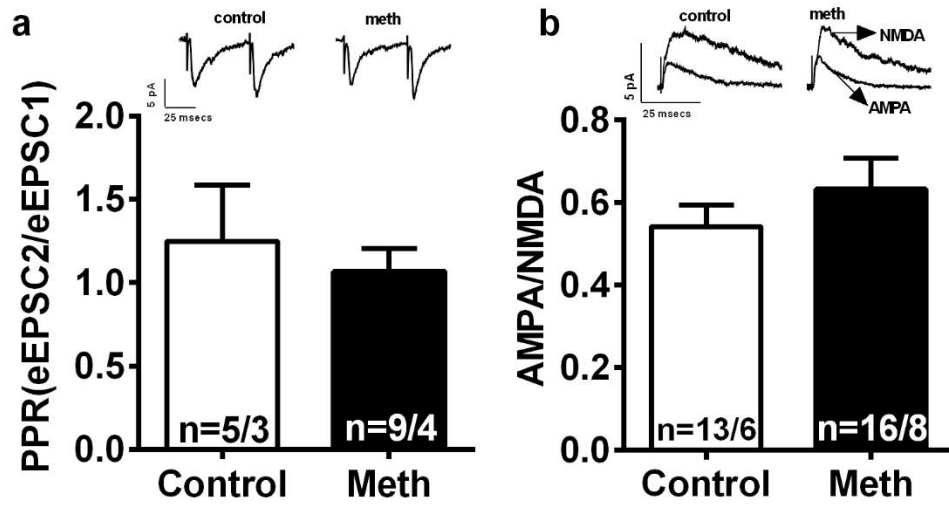 a
control
meth
5 pA
25 msecs
PPR(eEPSC2/eEPSC1)
2.0
1.5
1.0
0.5
0.0
n=5/3
n=9/4
Control
Meth
b
control
meth
NMDA
AMPA
5 pA
25 msecs
AMPA/NMDA
0.8
0.6
0.4
0.2
0.0
n=13/6
n=16/8
Control
Meth